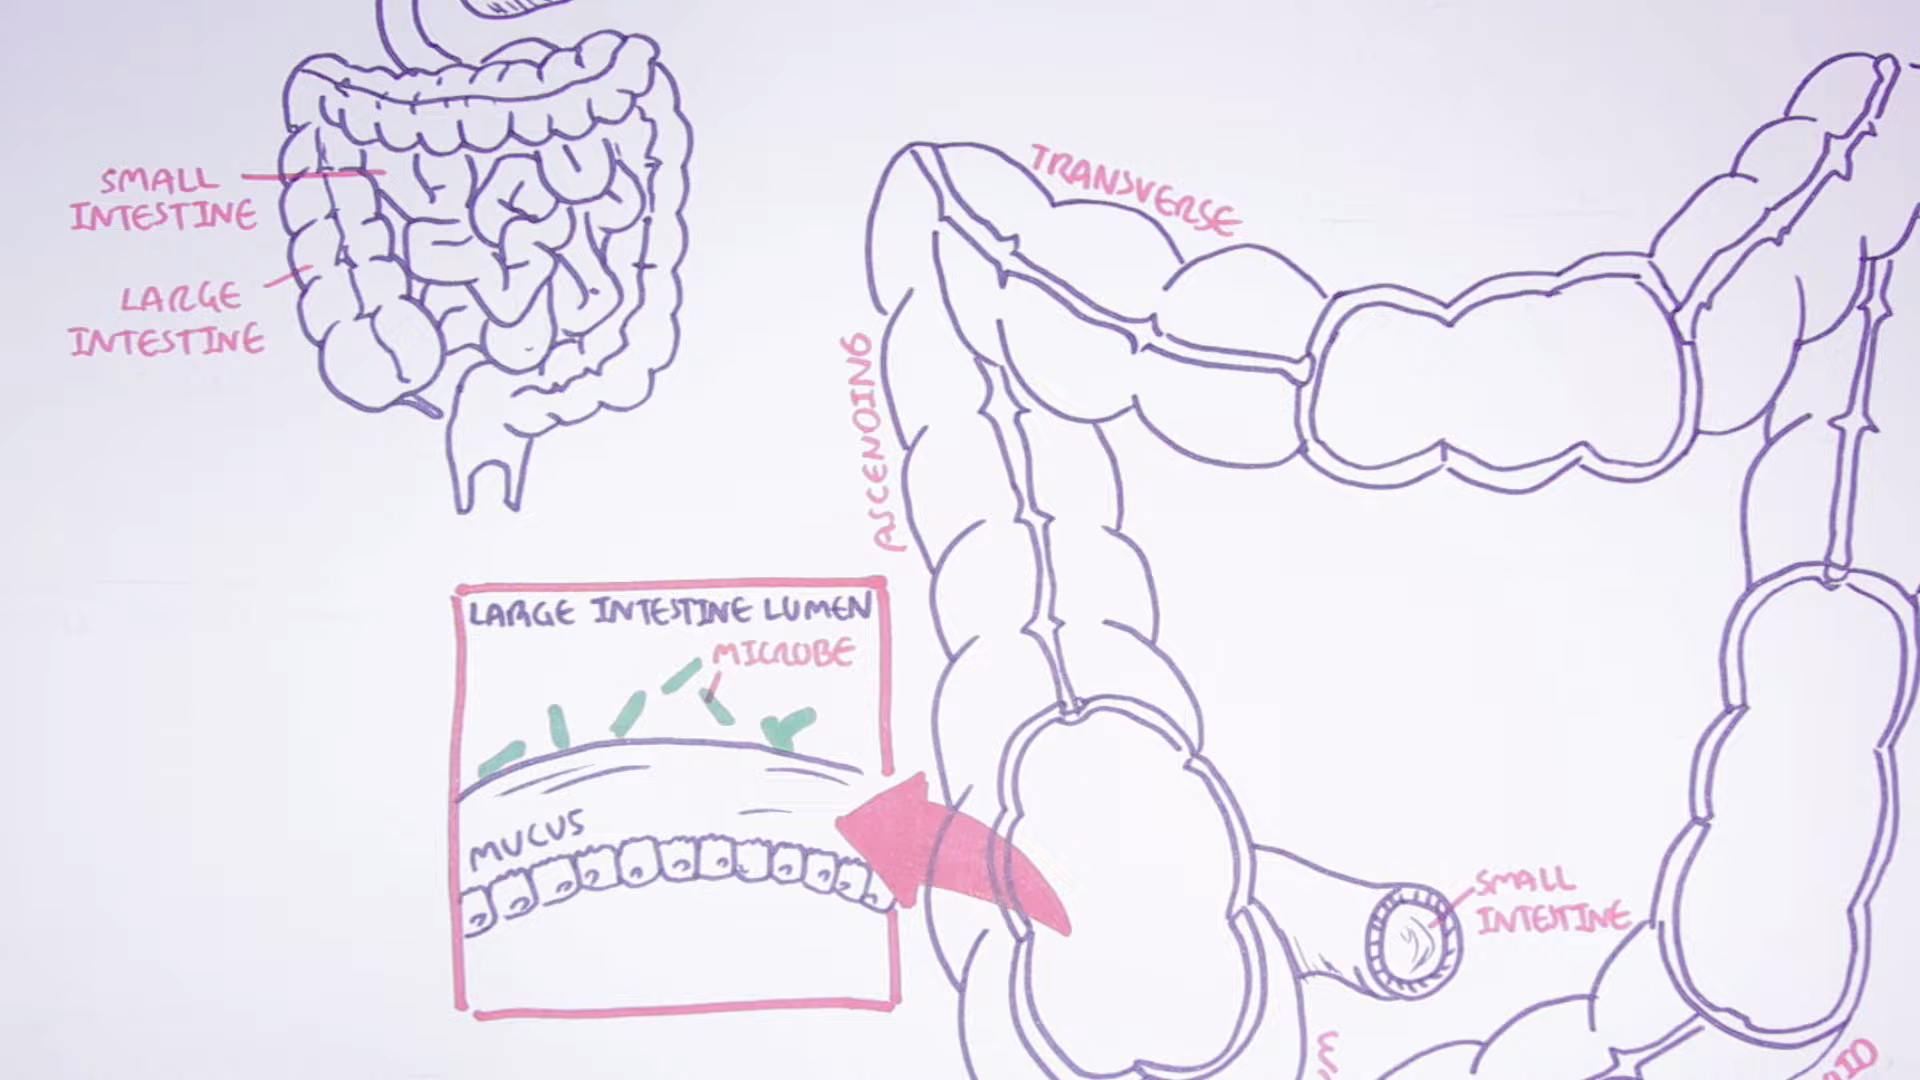 SMALL
INTESTINE
LARGE
INTESTINE
TRANSVERSE
ASCENDING
LARGE INTESTINE LUMEN
MICROBE
MUCUS
SMALL
INTESTINE